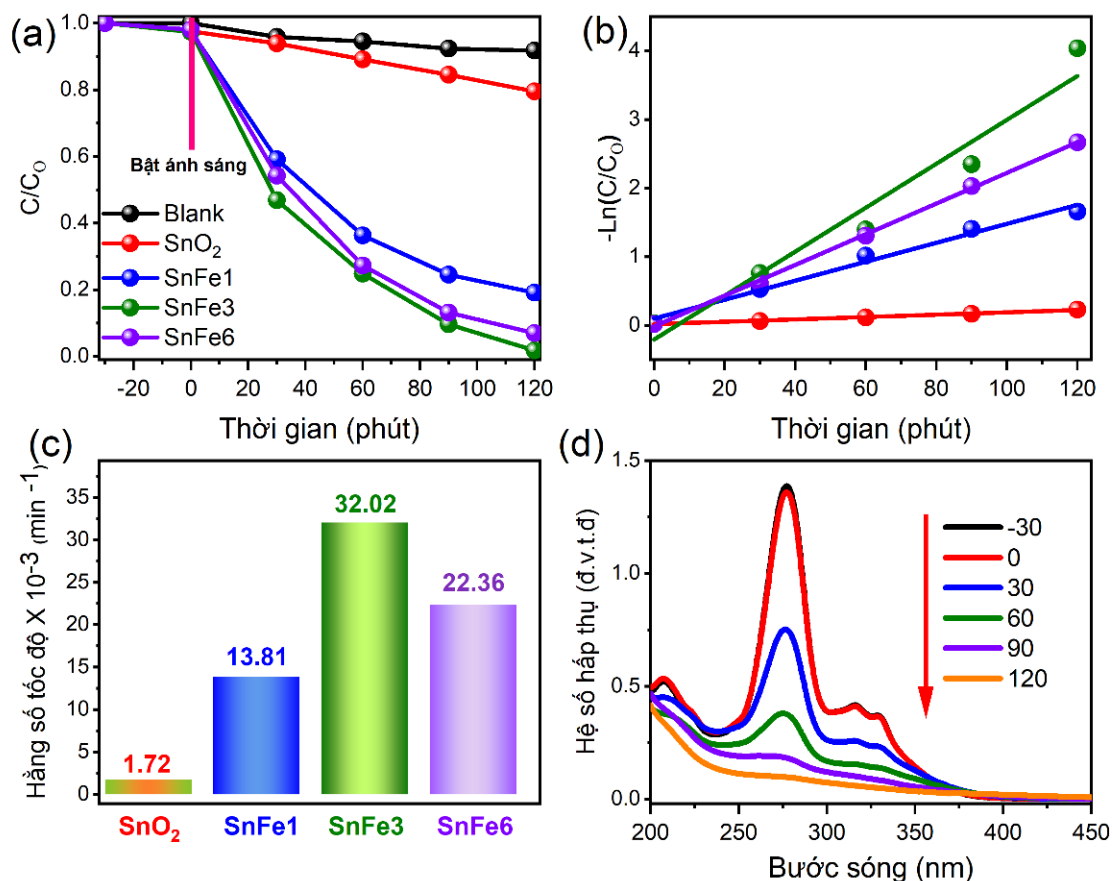 (a)
C/C₀
1.0
0.8
0.6
0.4
0.2
0.0
Bật ánh sáng
Blank
SnO₂
SnFe1
SnFe3
SnFe6
-20 0 20 40 60 80 100 120
Thời gian (phút)
(b)
-Ln(C/C₀)
4
3
2
1
0
0 20 40 60 80 100 120
Thời gian (phút)
(c)
Hằng số tốc độ X 10⁻³ (min⁻¹)
35
30
25
20
15
10
5
0
1.72
13.81
32.02
22.36
SnO₂ SnFe1 SnFe3 SnFe6
(d)
Hệ số hấp thụ (đ.v.t.đ)
1.5
1.0
0.5
0.0
-30
0
30
60
90
120
200 250 300 350 400 450
Bước sóng (nm)